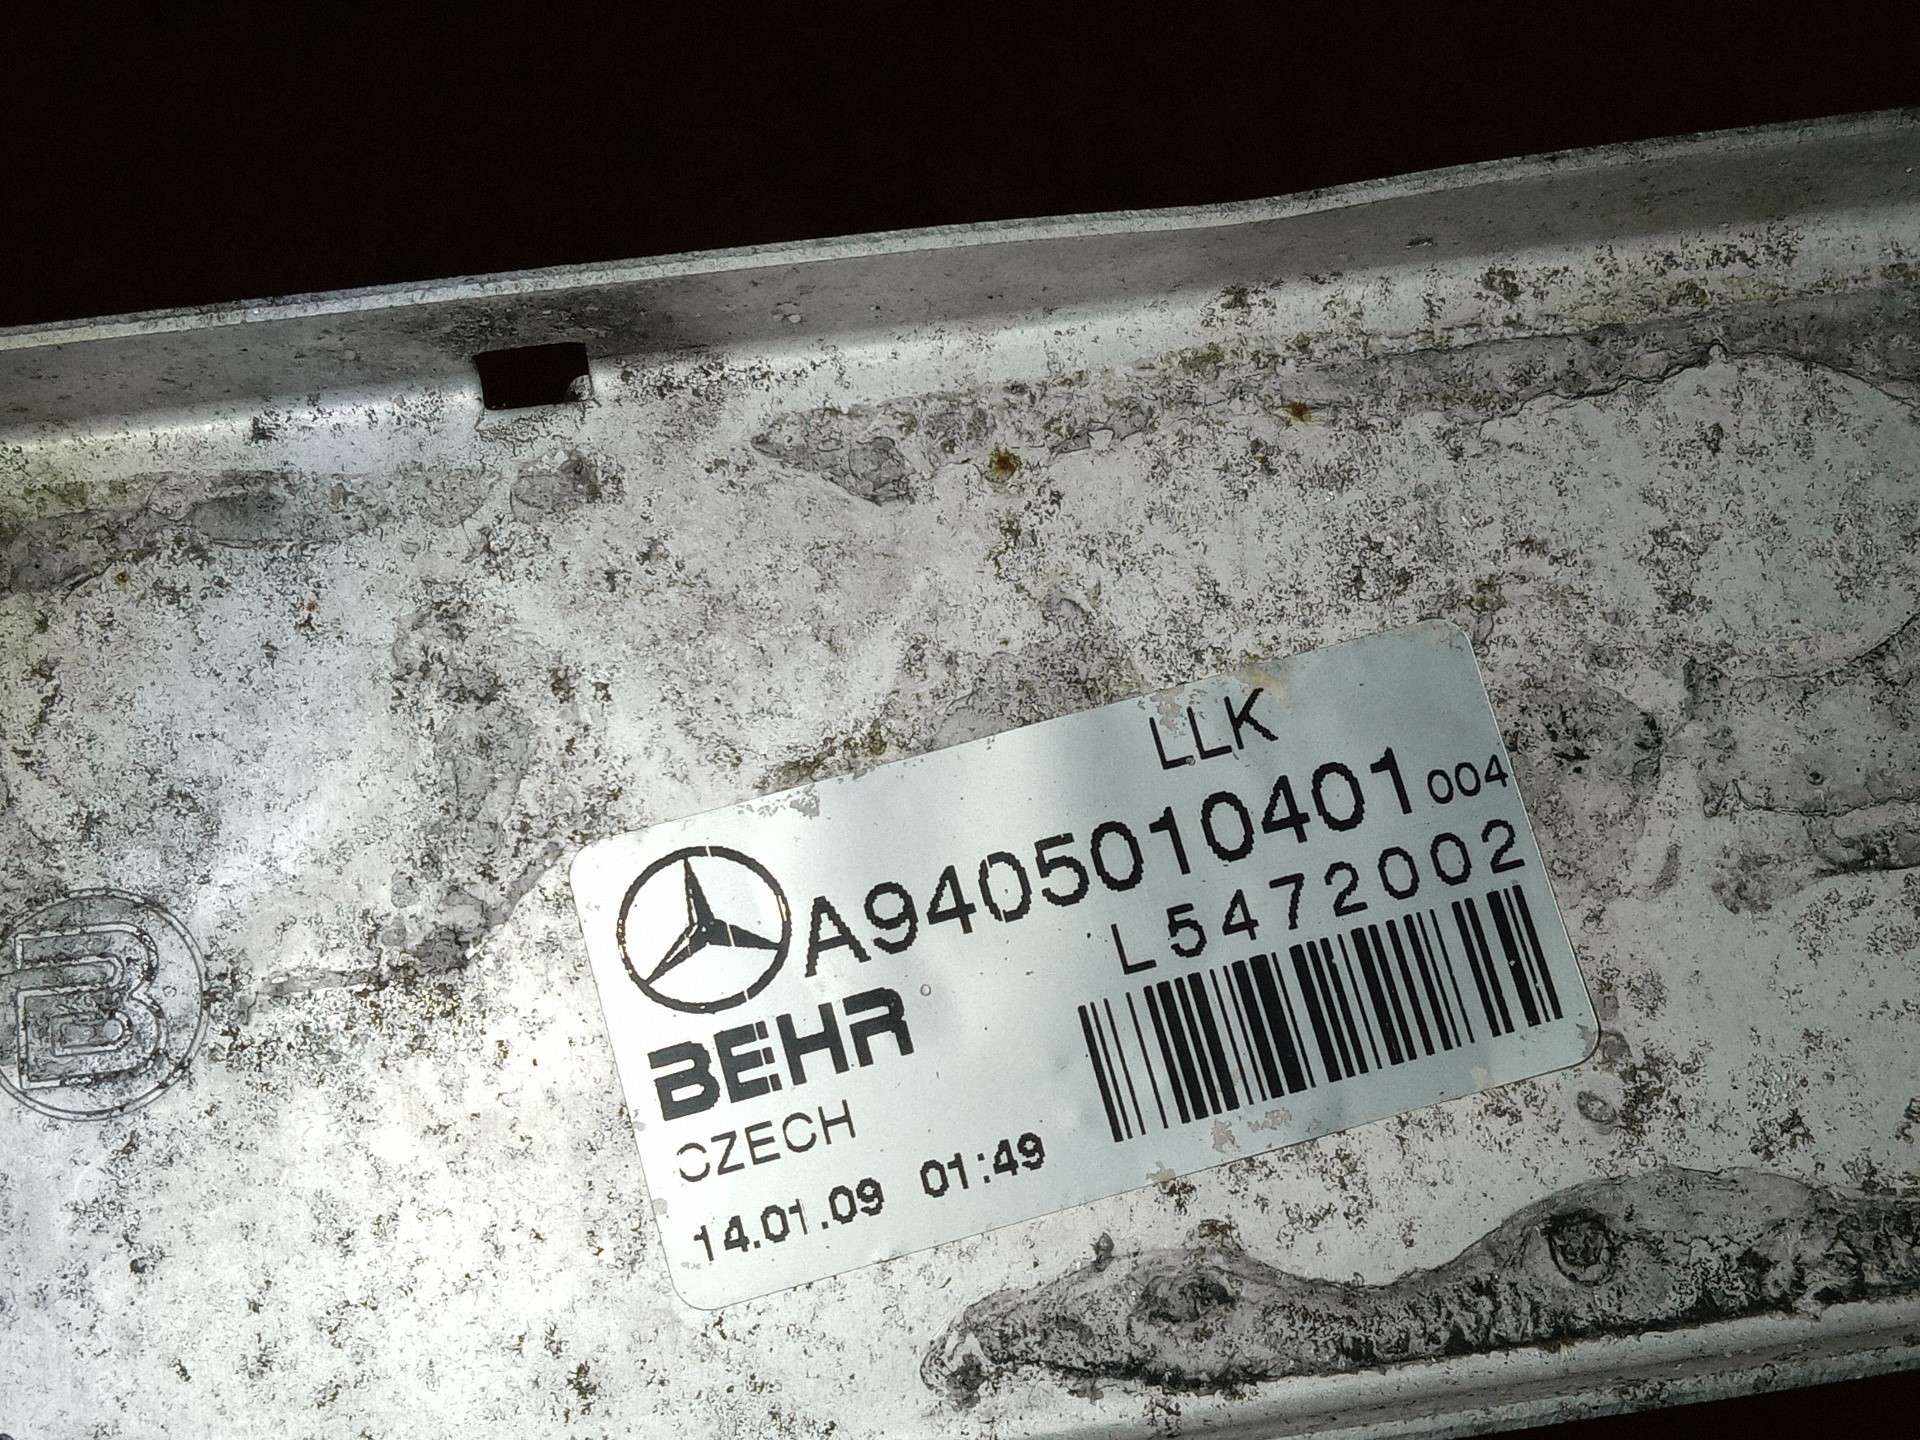 LLK
A9405010401 004
L5472002
BEHR
CZECH
14.01.09 01:49
B